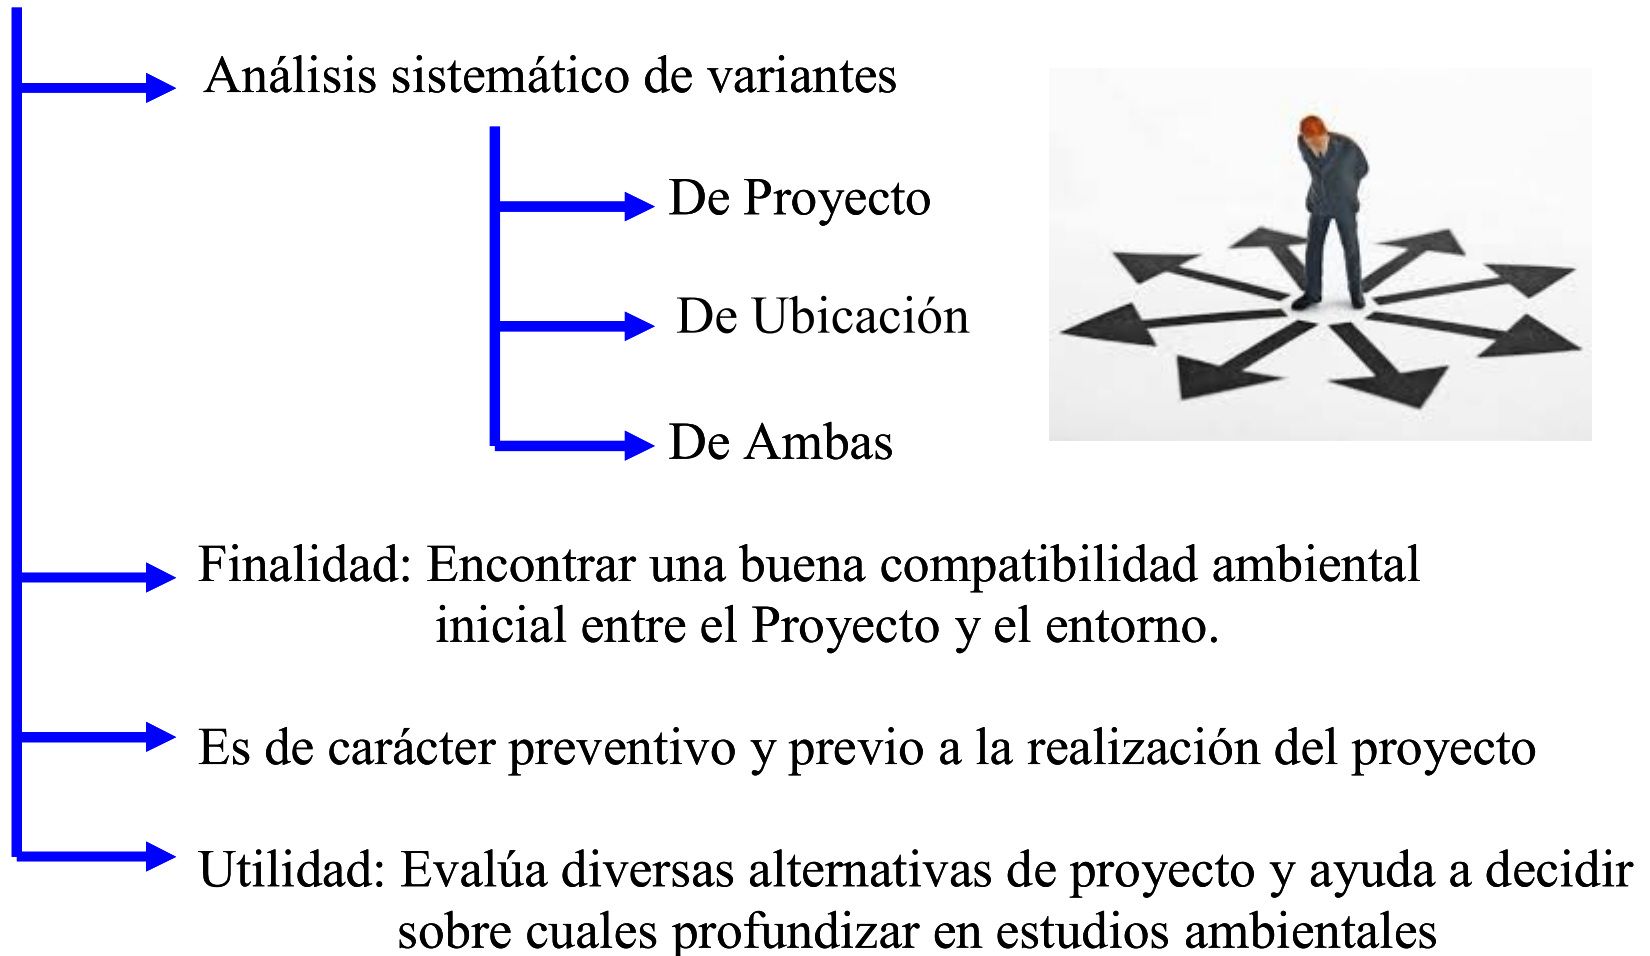 Análisis sistemático de variantes
De Proyecto
De Ubicación
De Ambas
Finalidad: Encontrar una buena compatibilidad ambiental
inicial entre el Proyecto y el entorno.
Es de carácter preventivo y previo a la realización del proyecto
Utilidad: Evalúa diversas alternativas de proyecto y ayuda a decidir
sobre cuales profundizar en estudios ambientales